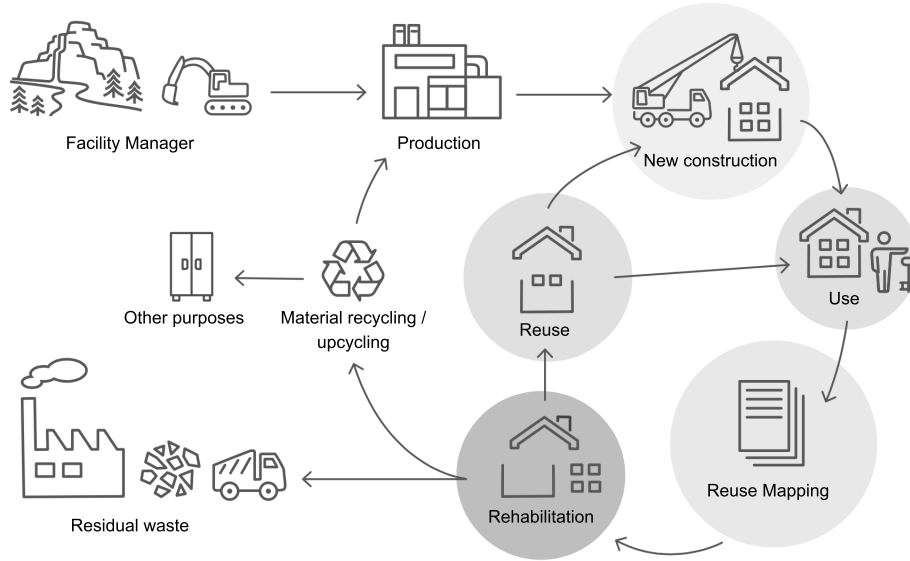 Facility Manager
Production
New construction
Other purposes
Material recycling /
upcycling
Reuse
Use
Residual waste
Rehabilitation
Reuse Mapping